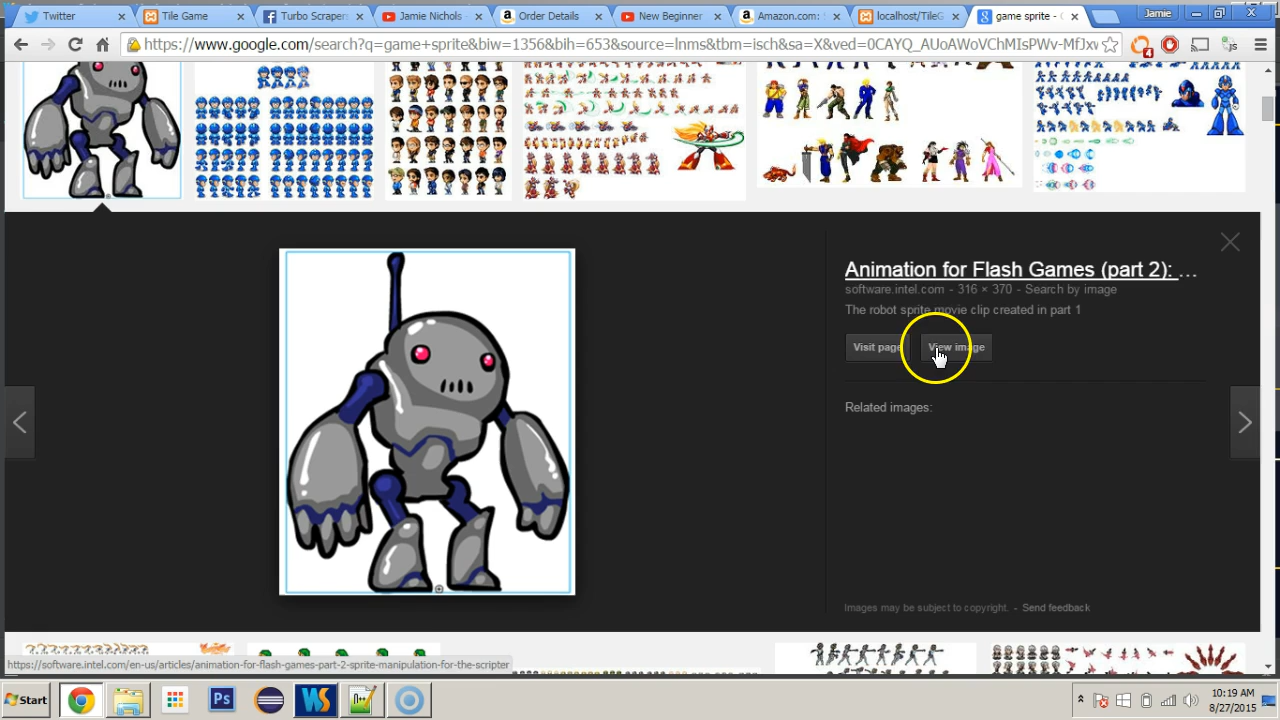 Twitter
Tile Game
Turbo Scrapers
Jamie Nichols -
Order Details
New Beginner
Amazon.com:
localhost/TileG
game sprite -
Jamie
https://www.google.com/search?q=game+sprite&biw=1356&bih=653&source=lnms&tbm=isch&sa=X&ved=0CAYQ_AUoAWoVChMIsPWv-MfJxw
4
Animation for Flash Games (part 2): ...
software.intel.com - 316 × 370 - Search by image
The robot sprite movie clip created in part 1
Visit page
View image
Related images:
Images may be subject to copyright. - Send feedback
https://software.intel.com/en-us/articles/animation-for-flash-games-part-2-sprite-manipulation-for-the-scripter
Start
Ps
WS
10:19 AM
8/27/2015